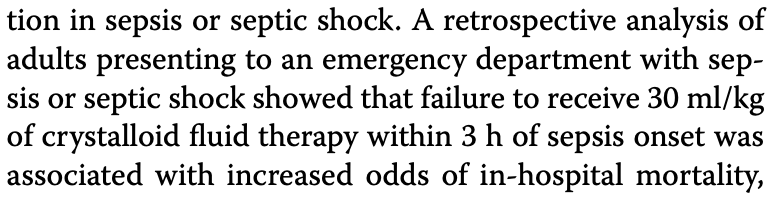 tion in sepsis or septic shock. A retrospective analysis of
adults presenting to an emergency department with sep-
sis or septic shock showed that failure to receive 30 ml/kg
of crystalloid fluid therapy within 3 h of sepsis onset was
associated with increased odds of in-hospital mortality,